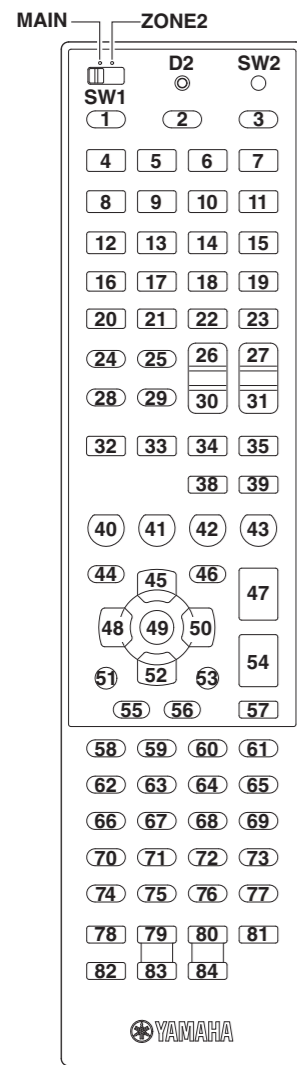 MAIN ZONE2
D2 SW2
SW1
1 2 3
4 5 6 7
8 9 10 11
12 13 14 15
16 17 18 19
20 21 22 23
24 25 26 27
28 29 30 31
32 33 34 35
38 39
40 41 42 43
44 45 46 47
48 49 50
51 52 53 54
55 56 57
58 59 60 61
62 63 64 65
66 67 68 69
70 71 72 73
74 75 76 77
78 79 80 81
82 83 84
YAMAHA